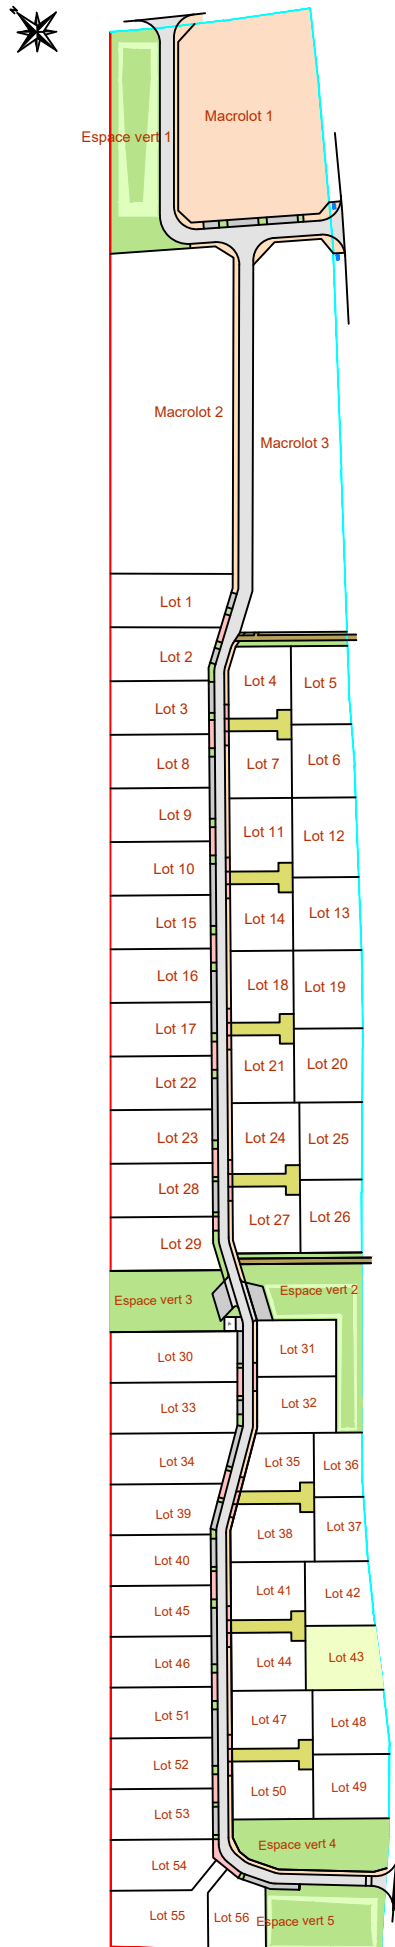 N
Macrolot 1
Espace vert 1
Macrolot 2
Macrolot 3
Lot 1
Lot 2
Lot 4
Lot 5
Lot 3
Lot 8
Lot 7
Lot 6
Lot 9
Lot 11
Lot 12
Lot 10
Lot 15
Lot 14
Lot 13
Lot 16
Lot 18
Lot 19
Lot 17
Lot 22
Lot 21
Lot 20
Lot 23
Lot 24
Lot 25
Lot 28
Lot 27
Lot 26
Lot 29
Espace vert 3
Espace vert 2
Lot 30
Lot 31
Lot 33
Lot 32
Lot 34
Lot 35
Lot 36
Lot 39
Lot 38
Lot 37
Lot 40
Lot 41
Lot 42
Lot 45
Lot 46
Lot 44
Lot 43
Lot 51
Lot 47
Lot 48
Lot 52
Lot 50
Lot 49
Lot 53
Espace vert 4
Lot 54
Lot 55
Lot 56
Espace vert 5